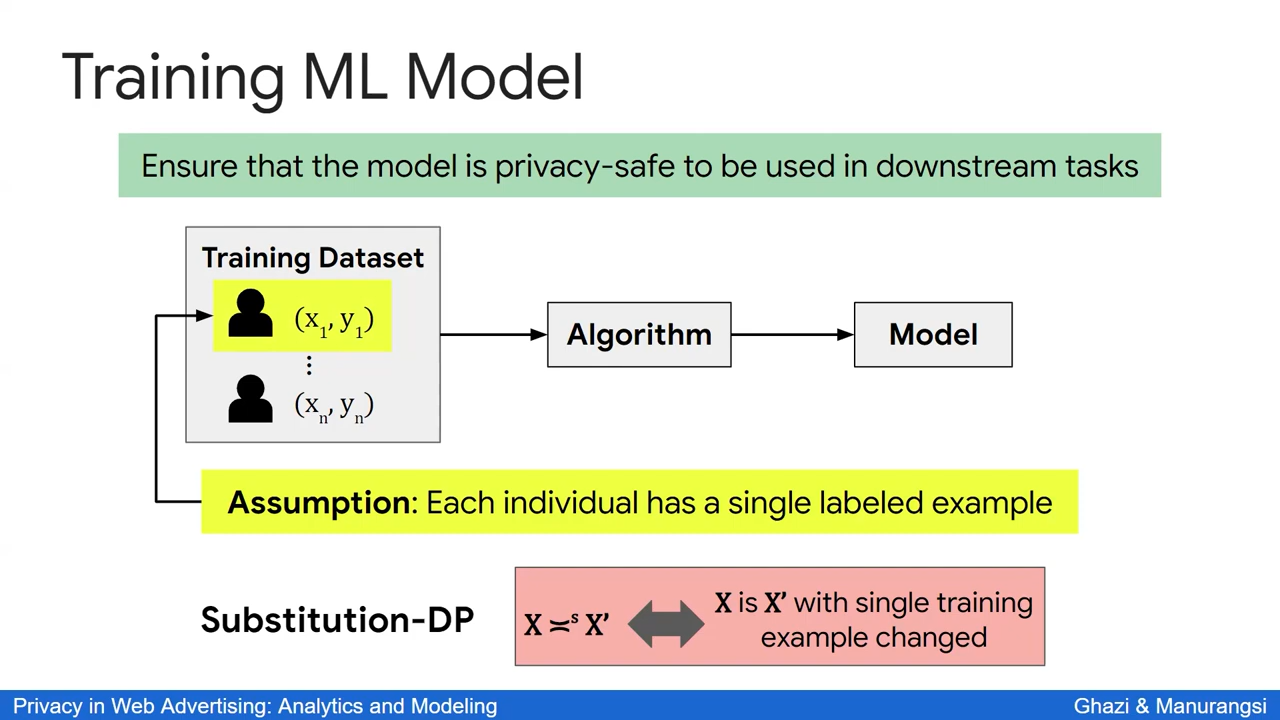 Training ML Model
Ensure that the model is privacy-safe to be used in downstream tasks
Training Dataset
(x₁, y₁)
⋮
(xₙ, yₙ)
Algorithm
Model
Assumption: Each individual has a single labeled example
Substitution-DP
X ≍ˢ X’
X is X’ with single training
example changed
Privacy in Web Advertising: Analytics and Modeling
Ghazi & Manurangsi